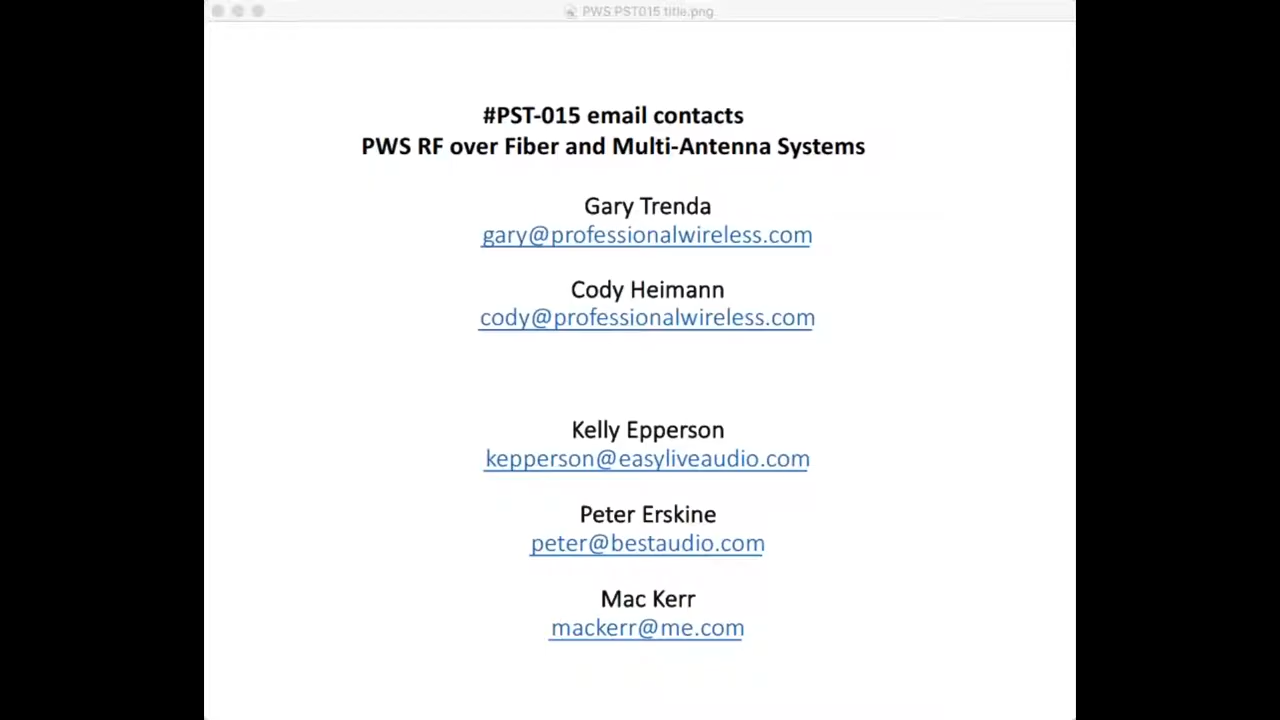 PWS PST015 title.png
#PST-015 email contacts
PWS RF over Fiber and Multi-Antenna Systems
Gary Trenda
gary@professionalwireless.com
Cody Heimann
cody@professionalwireless.com
Kelly Epperson
kepperson@easyliveaudio.com
Peter Erskine
peter@bestaudio.com
Mac Kerr
mackerr@me.com